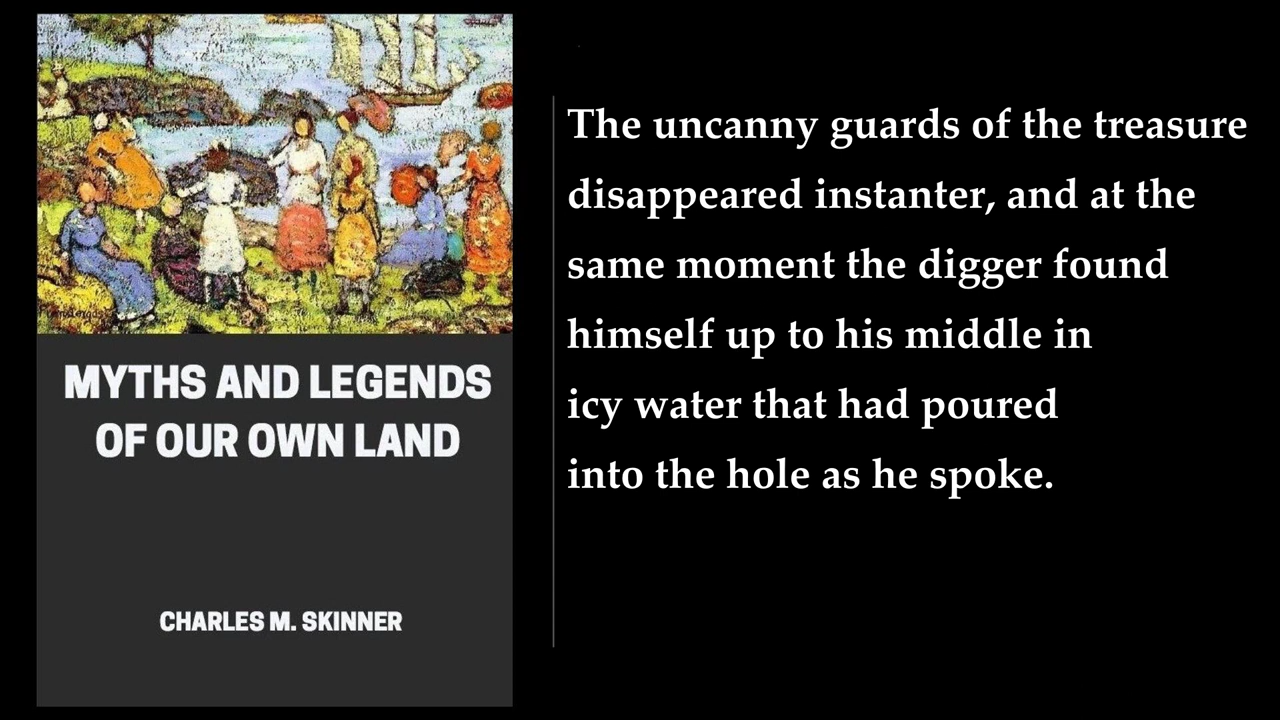 MYTHS AND LEGENDS
OF OUR OWN LAND
CHARLES M. SKINNER
The uncanny guards of the treasure
disappeared instanter, and at the
same moment the digger found
himself up to his middle in
icy water that had poured
into the hole as he spoke.